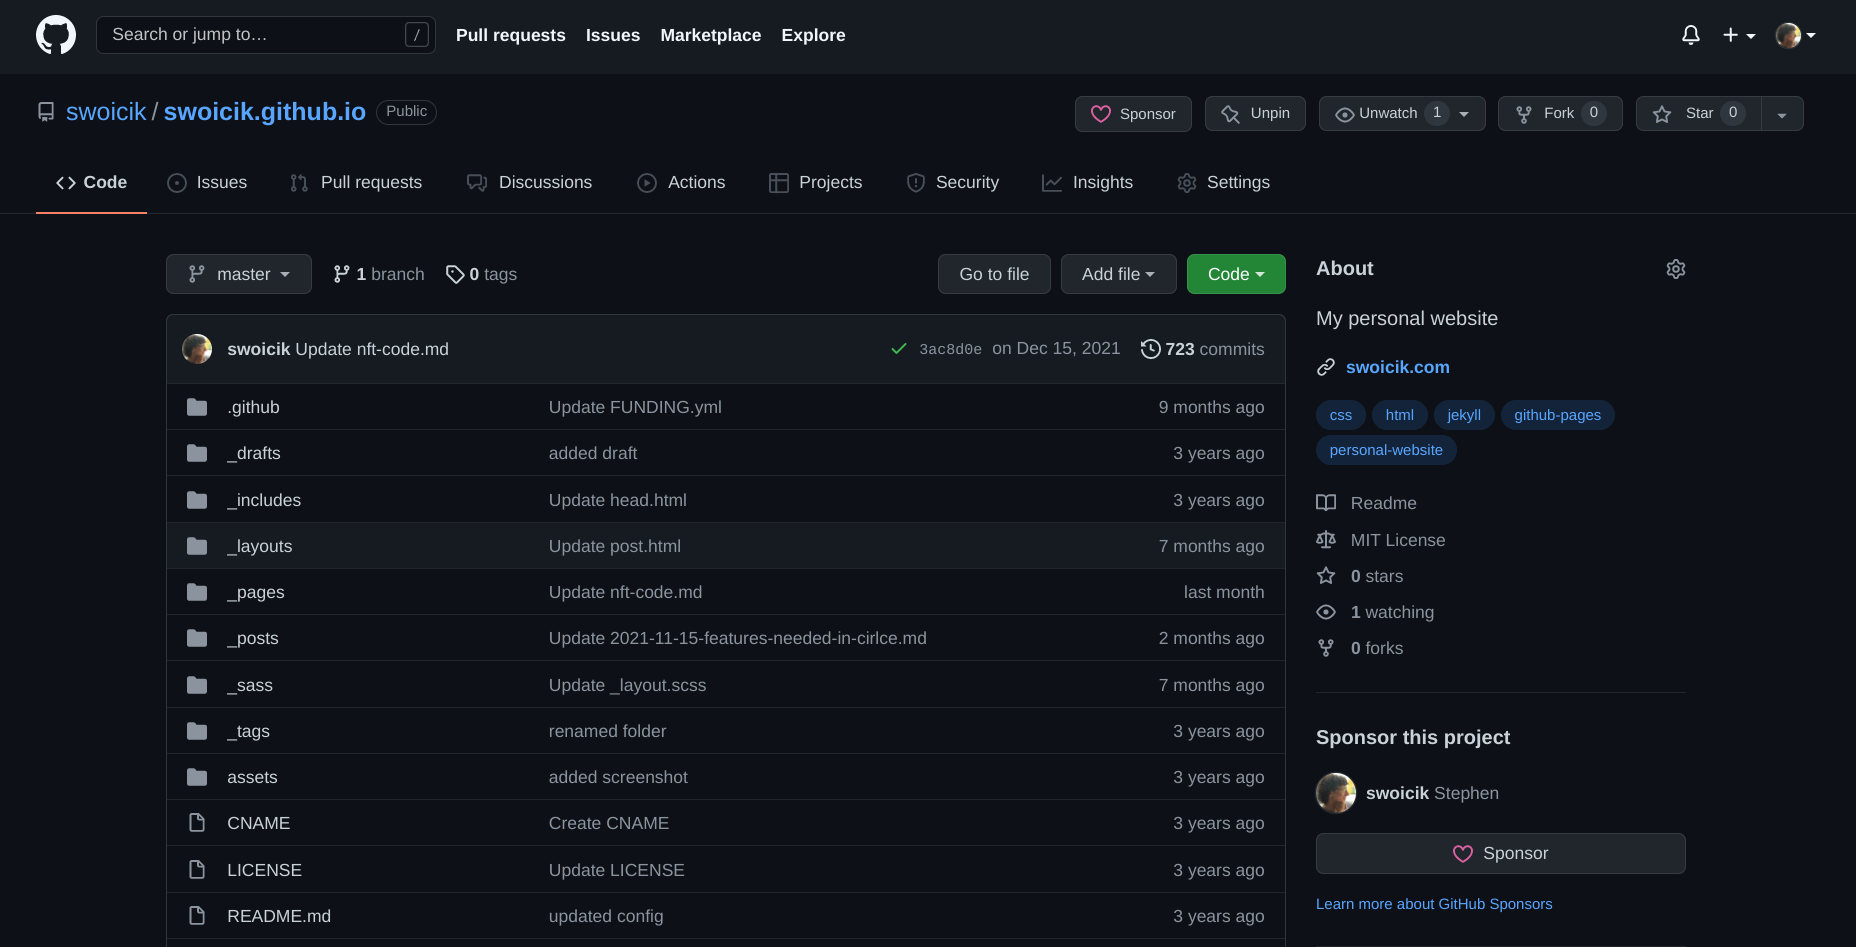 Search or jump to… /
Pull requests Issues Marketplace Explore
swoicik / swoicik.github.io Public
Sponsor Unpin Unwatch 1 Fork 0 Star 0
Code Issues Pull requests Discussions Actions Projects Security Insights Settings
master 1 branch 0 tags Go to file Add file Code
swoicik Update nft-code.md 3ac8d0e on Dec 15, 2021 723 commits
.github Update FUNDING.yml 9 months ago
_drafts added draft 3 years ago
_includes Update head.html 3 years ago
_layouts Update post.html 7 months ago
_pages Update nft-code.md last month
_posts Update 2021-11-15-features-needed-in-cirlce.md 2 months ago
_sass Update _layout.scss 7 months ago
_tags renamed folder 3 years ago
assets added screenshot 3 years ago
CNAME Create CNAME 3 years ago
LICENSE Update LICENSE 3 years ago
README.md updated config 3 years ago
About
My personal website
swoicik.com
css html jekyll github-pages
personal-website
Readme
MIT License
0 stars
1 watching
0 forks
Sponsor this project
swoicik Stephen
Sponsor
Learn more about GitHub Sponsors